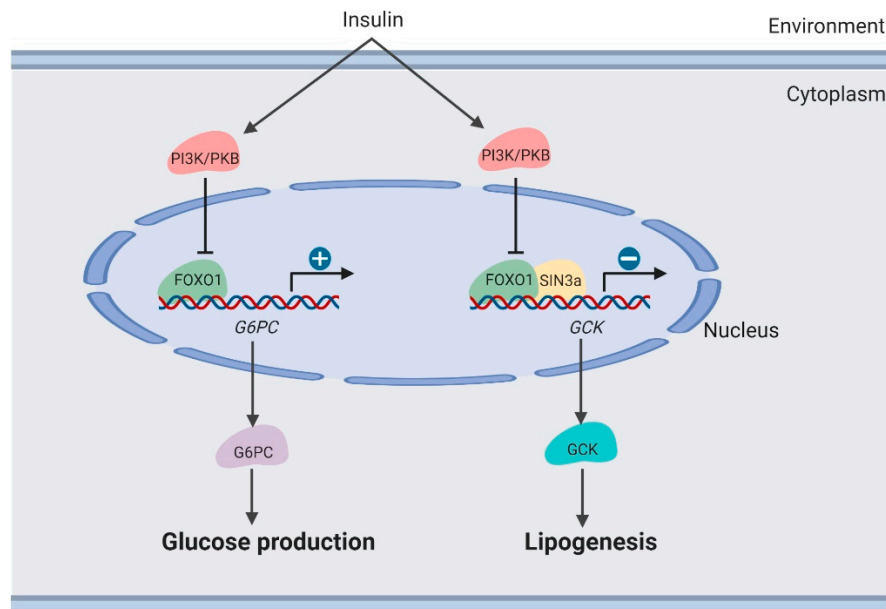 Insulin
Environment
Cytoplasm
PI3K/PKB
PI3K/PKB
FOXO1
+
FOXO1
SIN3a
−
G6PC
GCK
Nucleus
G6PC
GCK
Glucose production
Lipogenesis